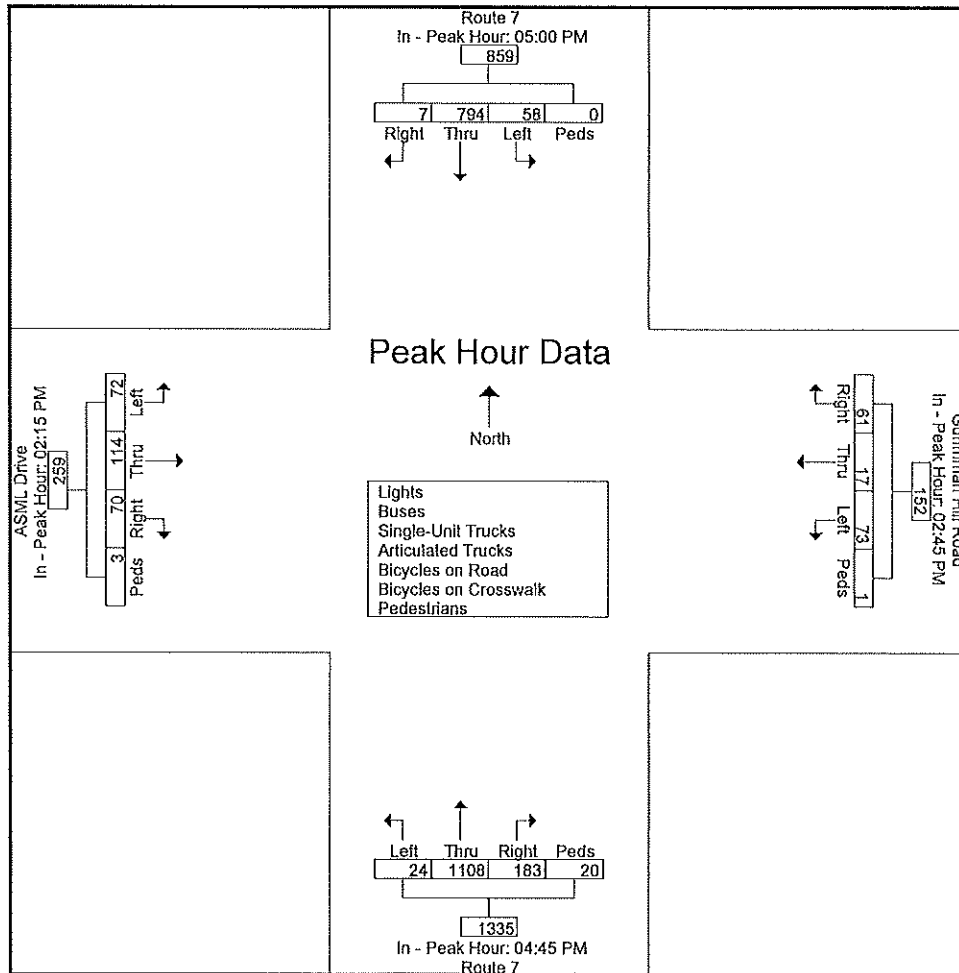 Route 7
In - Peak Hour: 05:00 PM
859
7 794 58 0
Right Thru Left Peds
Peak Hour Data
North
ASML Drive
In - Peak Hour: 02:15 PM
259
72 114 70 3
Left Thru Right Peds
Hill Road
In - Peak Hour: 02:45 PM
152
61 17 73 1
Right Thru Left Peds
Lights
Buses
Single-Unit Trucks
Articulated Trucks
Bicycles on Road
Bicycles on Crosswalk
Pedestrians
Left Thru Right Peds
24 1108 183 20
1335
In - Peak Hour: 04:45 PM
Route 7